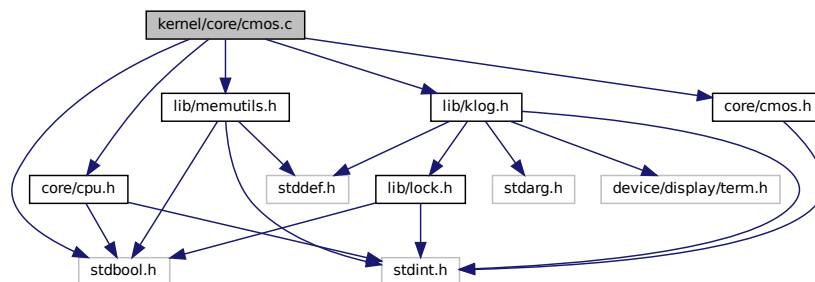 kernel/core/cmos.c
lib/memutils.h
lib/klog.h
core/cmos.h
core/cpu.h
stddef.h
lib/lock.h
stdarg.h
device/display/term.h
stdbool.h
stdint.h